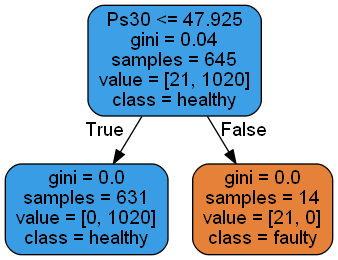 Ps30 <= 47.925
gini = 0.04
samples = 645
value = [21, 1020]
class = healthy
True
False
gini = 0.0
samples = 631
value = [0, 1020]
class = healthy
gini = 0.0
samples = 14
value = [21, 0]
class = faulty